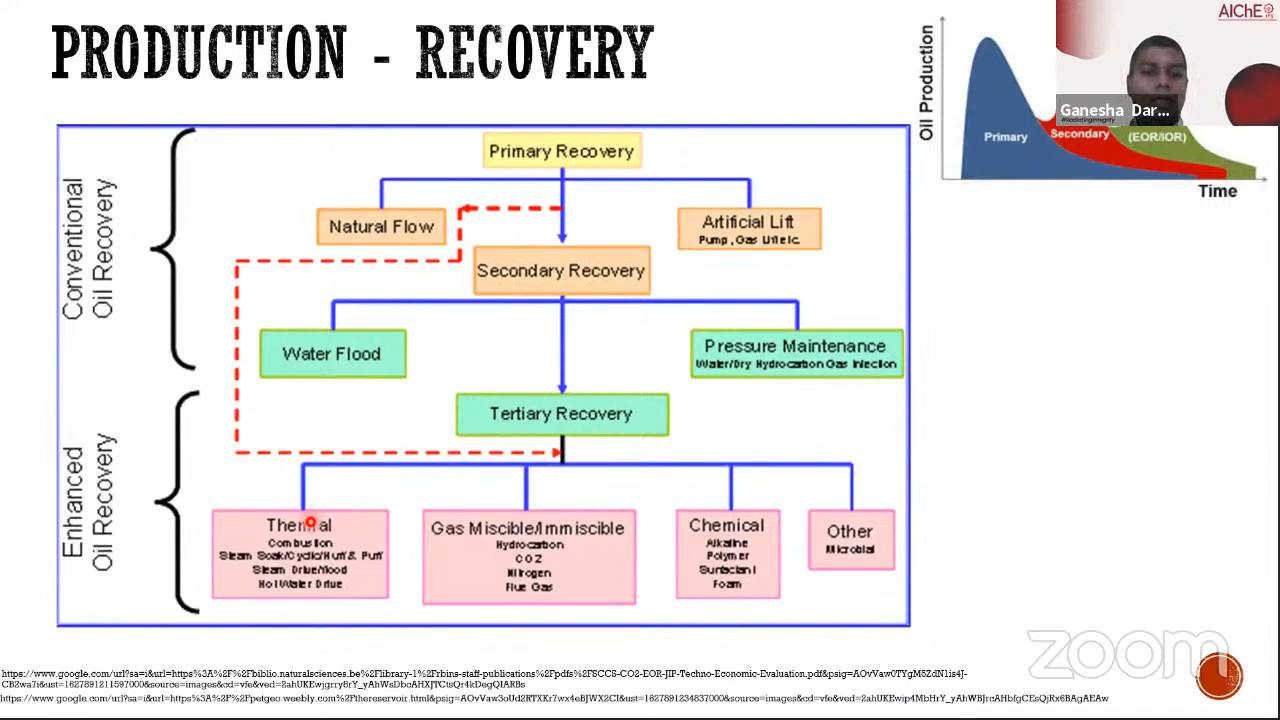 PRODUCTION - RECOVERY
AIChE
Ganesha Dar...
Oil Production
Primary
Secondary
(EOR/IOR)
Time
Conventional
Oil Recovery
Primary Recovery
Natural Flow
Artificial Lift
Pump, Gas Lift etc.
Secondary Recovery
Water Flood
Pressure Maintenance
Water/Dry Hydrocarbon Gas Injection
Enhanced
Oil Recovery
Tertiary Recovery
Thermal
Combustion
Steam Soak/Cyclic/Huff & Puff
Steam Drive/flood
Hot Water Drive
Gas Miscible/Immiscible
Hydrocarbon
CO2
Nitrogen
Flue Gas
Chemical
Alkaline
Polymer
Surfactant
Foam
Other
Microbial
zoom